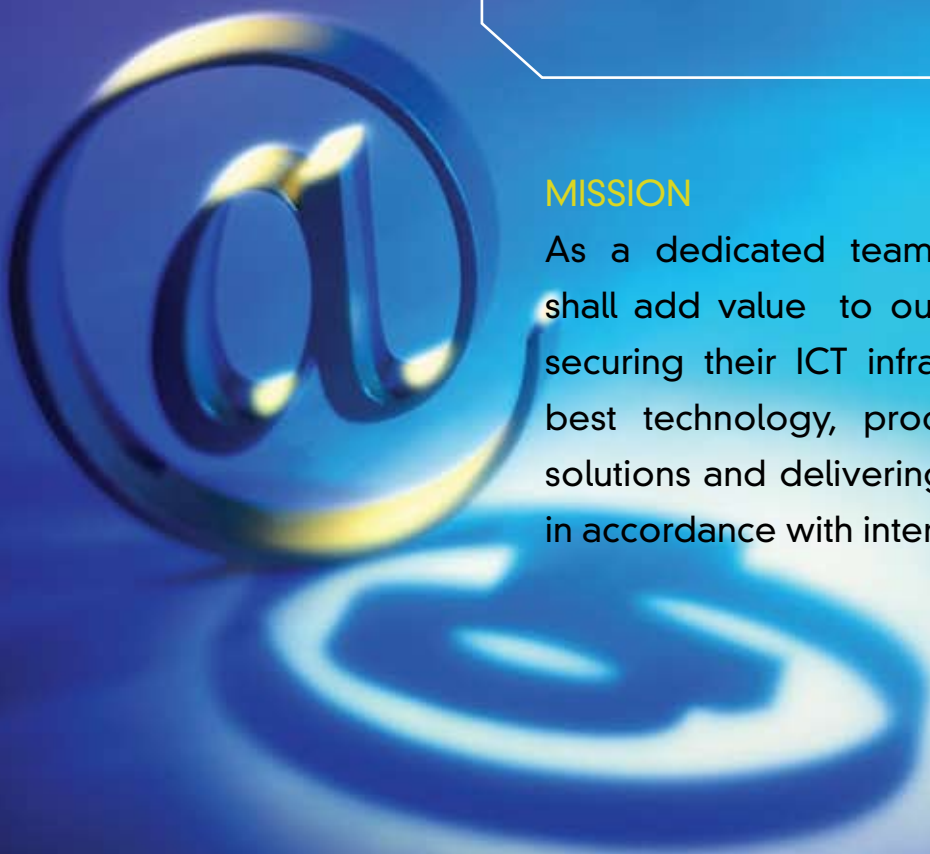 @
MISSION
As a dedicated team
shall add value to ou
securing their ICT infra
best technology, proc
solutions and delivering
in accordance with inter